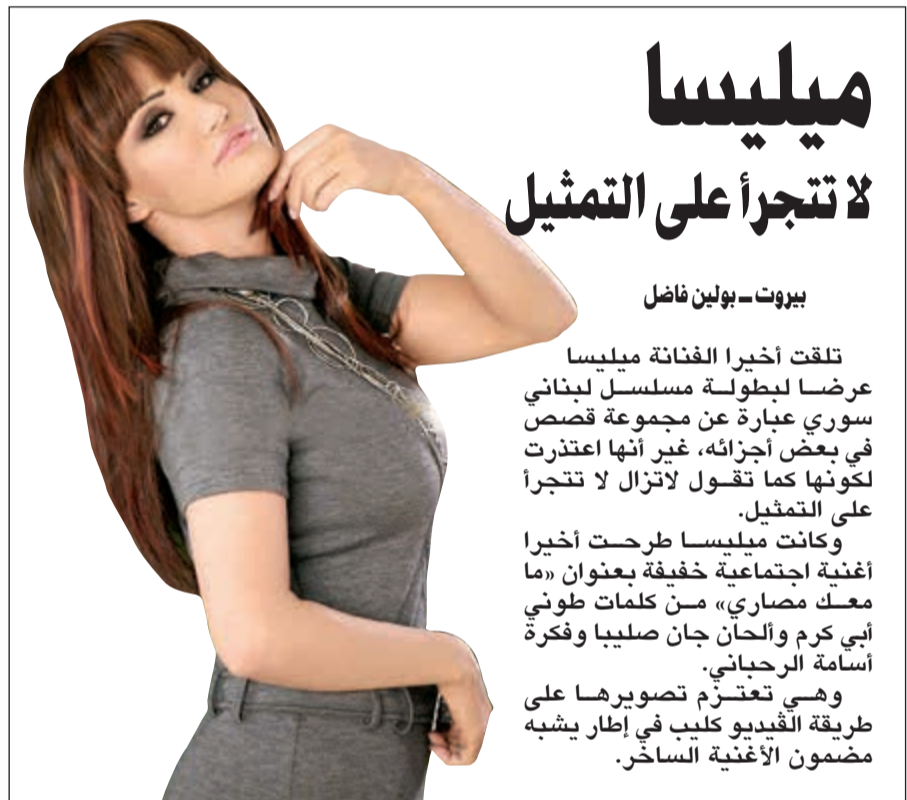 ميليسا
لا تتجرأ على التمثيل
بيروت ــ بولين فاضل
تلقت أخيرا الفنانة ميليسا
عرضا لبطولة مسلسل لبناني
سوري عبارة عن مجموعة قصص
في بعض أجزائه، غير أنها اعتذرت
لكونها كما تقول لاتزال لا تتجرأ
على التمثيل.
وكانت ميليسا طرحت أخيرا
أغنية اجتماعية خفيفة بعنوان «ما
معك مصاري» من كلمات طوني
أبي كرم وألحان جان صليبا وفكرة
أسامة الرحباني.
وهي تعتزم تصويرها على
طريقة الڤيديو كليب في إطار يشبه
مضمون الأغنية الساخر.